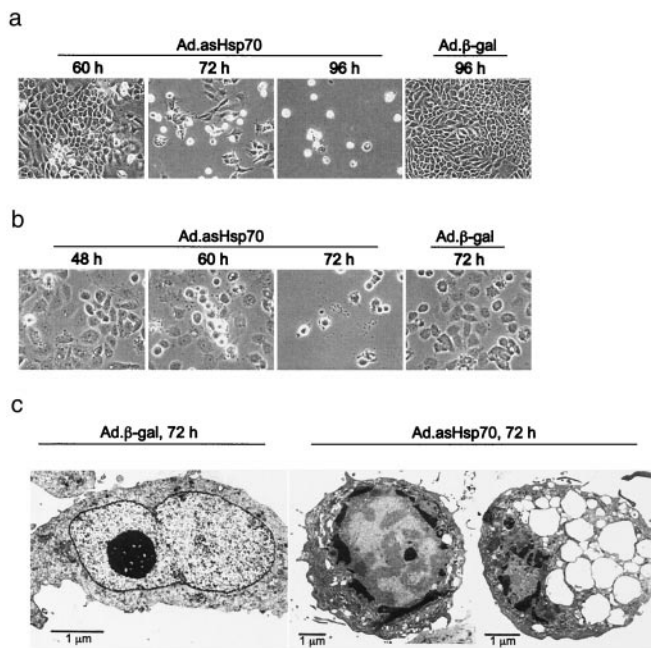 a
Ad.asHsp70 Ad.β-gal
60 h 72 h 96 h 96 h
b
Ad.asHsp70 Ad.β-gal
48 h 60 h 72 h 72 h
c
Ad.β-gal, 72 h Ad.asHsp70, 72 h
1 μm 1 μm 1 μm